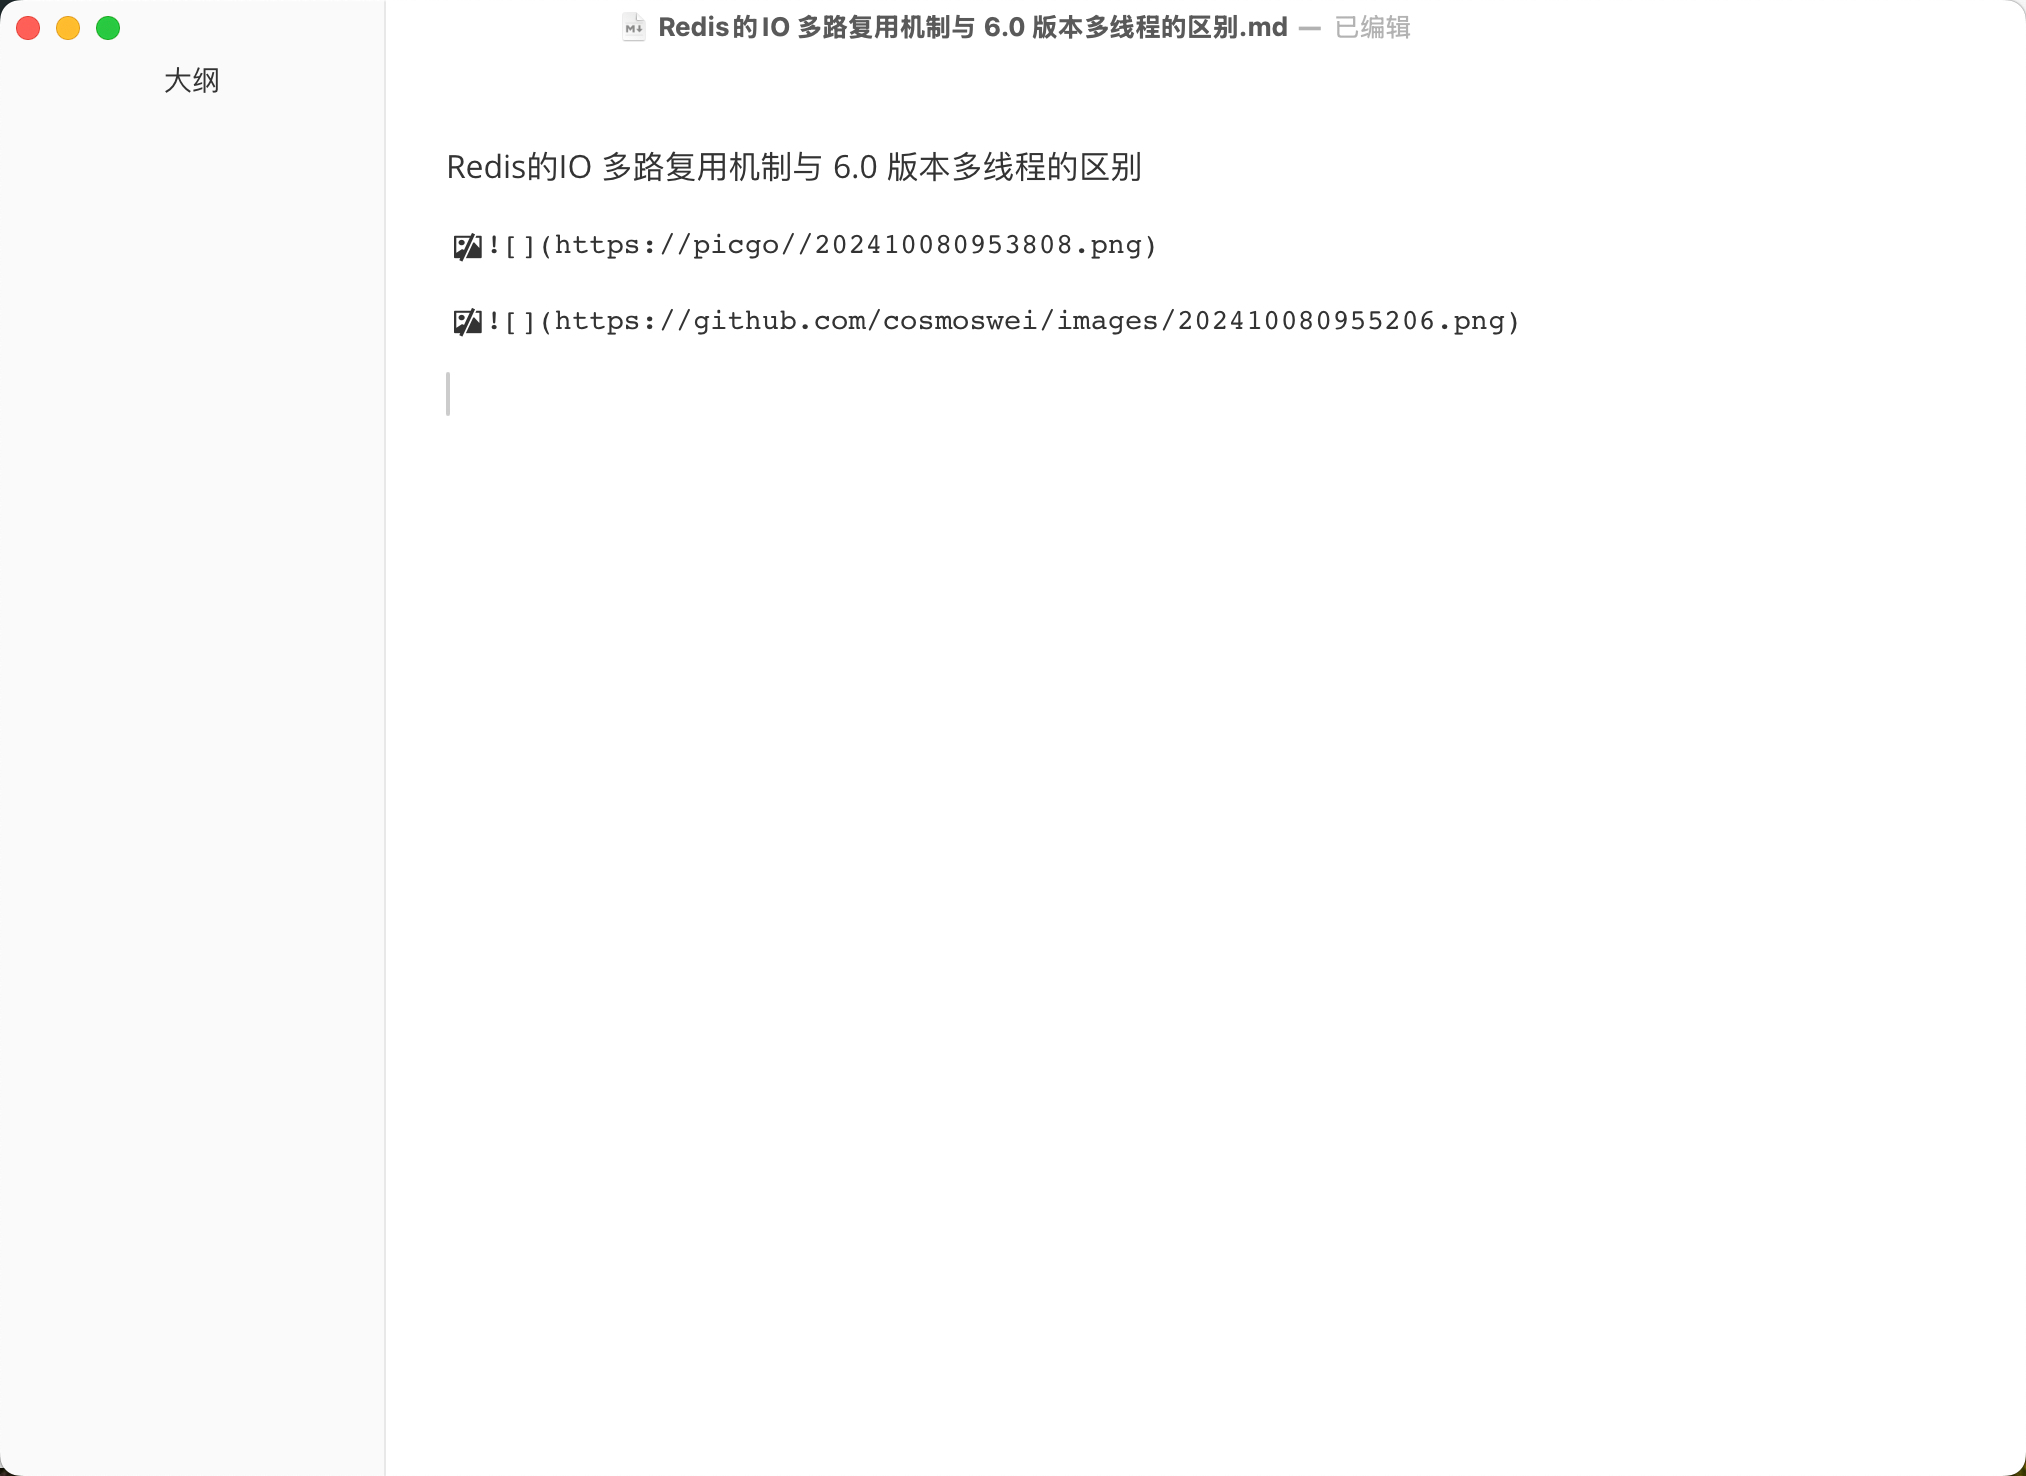 Redis的IO 多路复用机制与 6.0 版本多线程的区别.md — 已编辑
大纲
Redis的IO 多路复用机制与 6.0 版本多线程的区别
![](https://picgo//202410080953808.png)
![](https://github.com/cosmoswei/images/202410080955206.png)